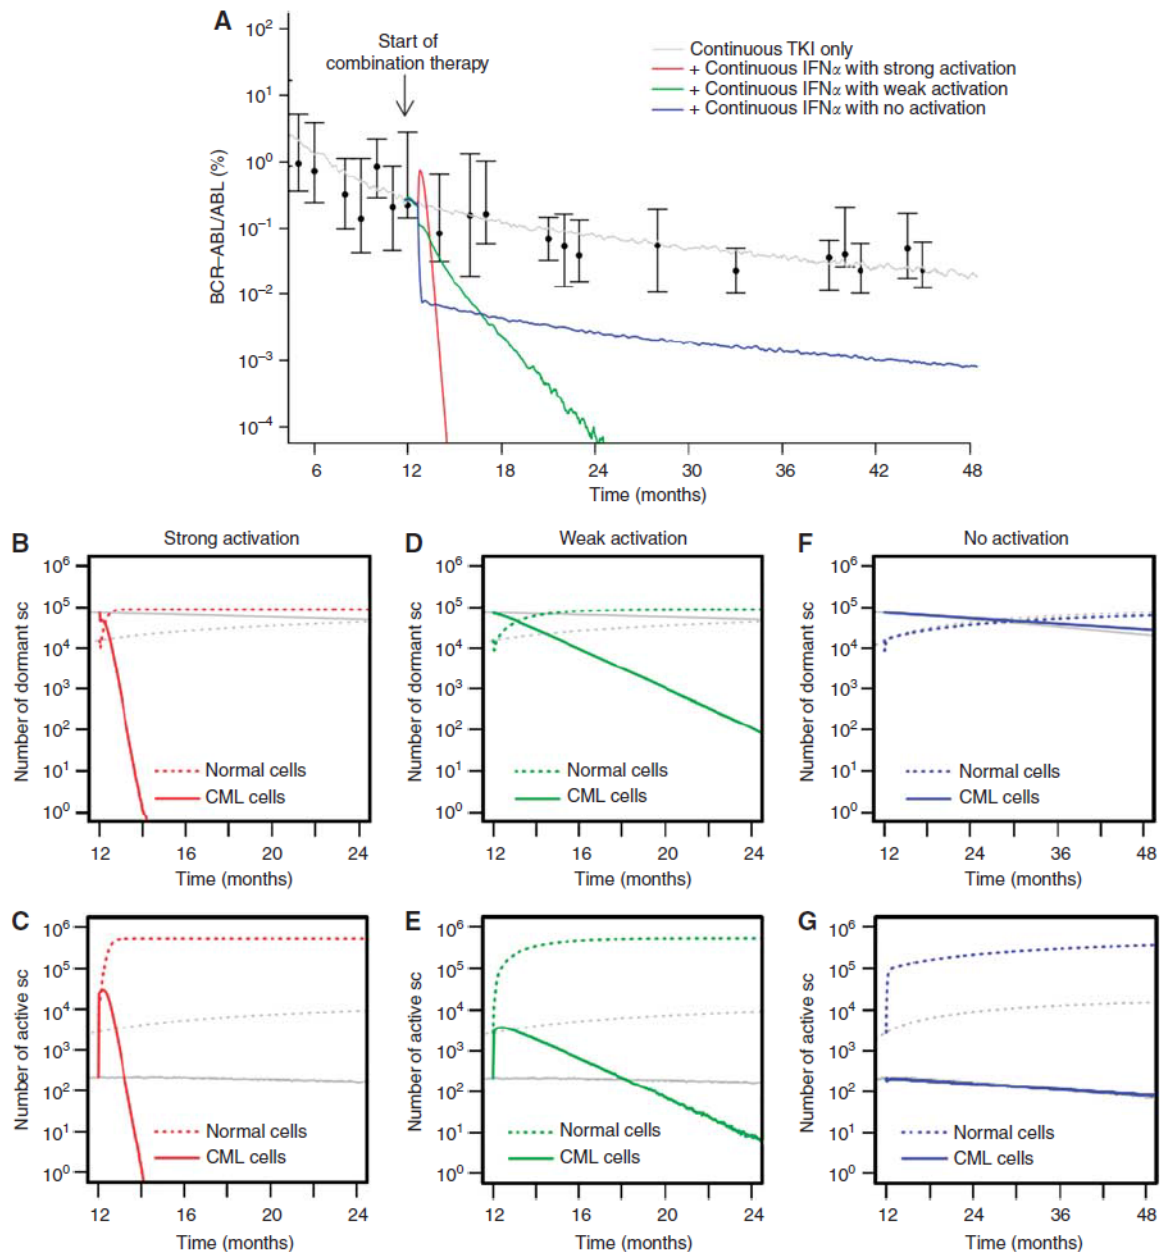 A
Start of
combination therapy
Continuous TKI only
+ Continuous IFNα with strong activation
+ Continuous IFNα with weak activation
+ Continuous IFNα with no activation
BCR–ABL/ABL (%)
10²
10¹
10⁰
10⁻¹
10⁻²
10⁻³
10⁻⁴
6 12 18 24 30 36 42 48
Time (months)
B Strong activation
Number of dormant sc
10⁶
10⁵
10⁴
10³
10²
10¹
10⁰
Normal cells
CML cells
12 16 20 24
Time (months)
D Weak activation
Number of dormant sc
10⁶
10⁵
10⁴
10³
10²
10¹
10⁰
Normal cells
CML cells
12 16 20 24
Time (months)
F No activation
Number of dormant sc
10⁶
10⁵
10⁴
10³
10²
10¹
10⁰
Normal cells
CML cells
12 24 36 48
Time (months)
C
Number of active sc
10⁶
10⁵
10⁴
10³
10²
10¹
10⁰
Normal cells
CML cells
12 16 20 24
Time (months)
E
Number of active sc
10⁶
10⁵
10⁴
10³
10²
10¹
10⁰
Normal cells
CML cells
12 16 20 24
Time (months)
G
Number of active sc
10⁶
10⁵
10⁴
10³
10²
10¹
10⁰
Normal cells
CML cells
12 24 36 48
Time (months)